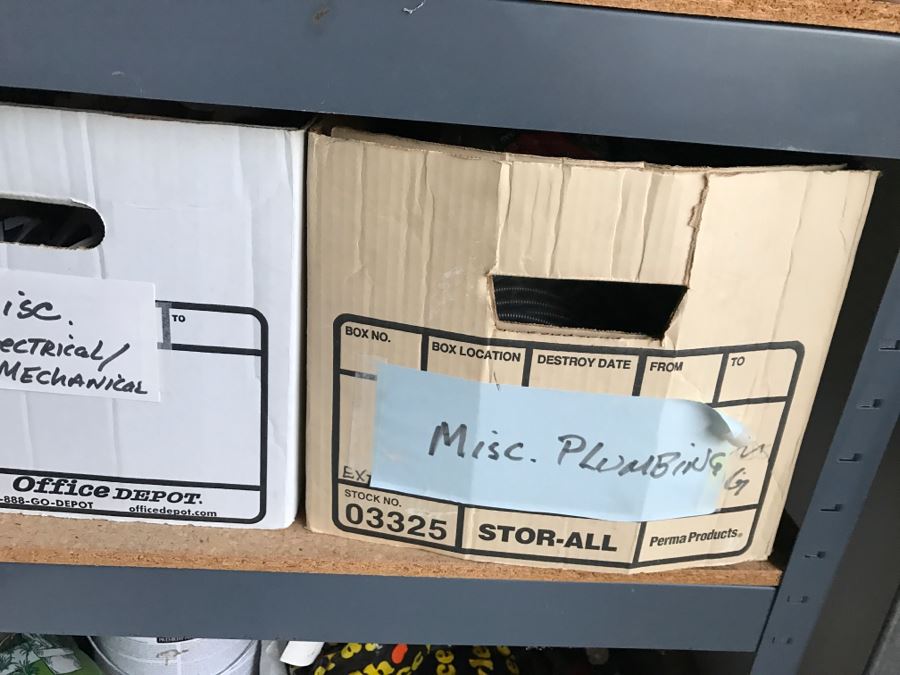 isc.
ectrical/
Mechanical
TO
Office DEPOT.
-888-GO-DEPOT officedepot.com
BOX NO. BOX LOCATION DESTROY DATE FROM TO
Misc. Plumbing
G
EXT
STOCK NO.
03325 STOR-ALL Perma Products®